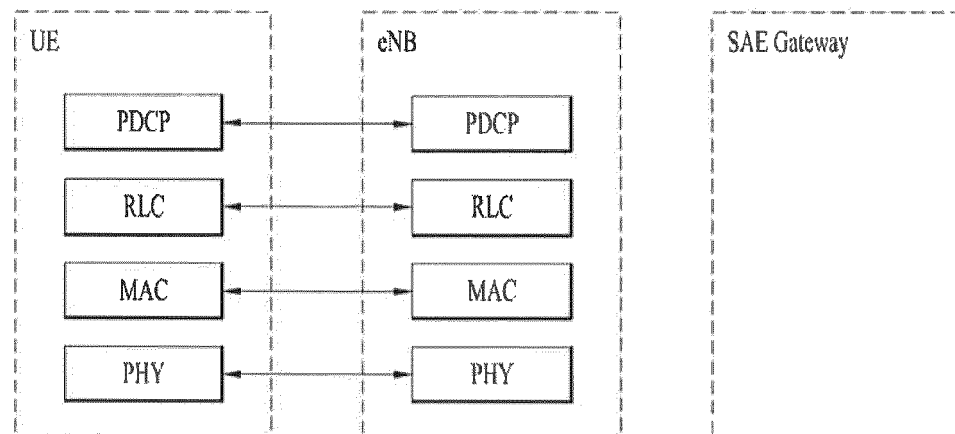 UE eNB SAE Gateway
PDCP PDCP
RLC RLC
MAC MAC
PHY PHY